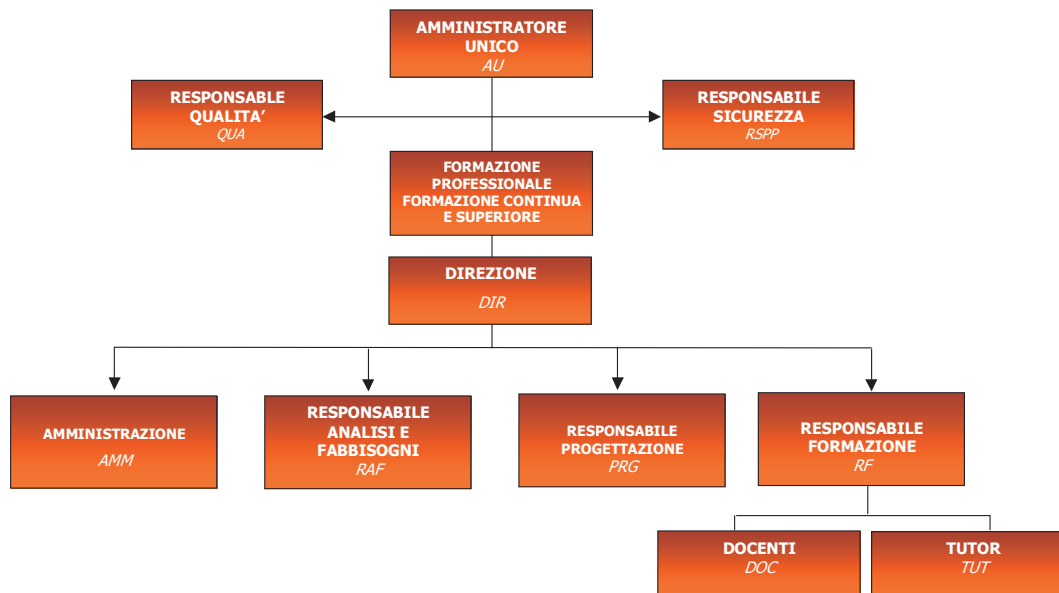 AMMINISTRATORE
UNICO
AU
RESPONSABLE
QUALITA’
QUA
RESPONSABILE
SICUREZZA
RSPP
FORMAZIONE
PROFESSIONALE
FORMAZIONE CONTINUA
E SUPERIORE
DIREZIONE
DIR
AMMINISTRAZIONE
AMM
RESPONSABILE
ANALISI E
FABBISOGNI
RAF
RESPONSABILE
PROGETTAZIONE
PRG
RESPONSABILE
FORMAZIONE
RF
DOCENTI
DOC
TUTOR
TUT